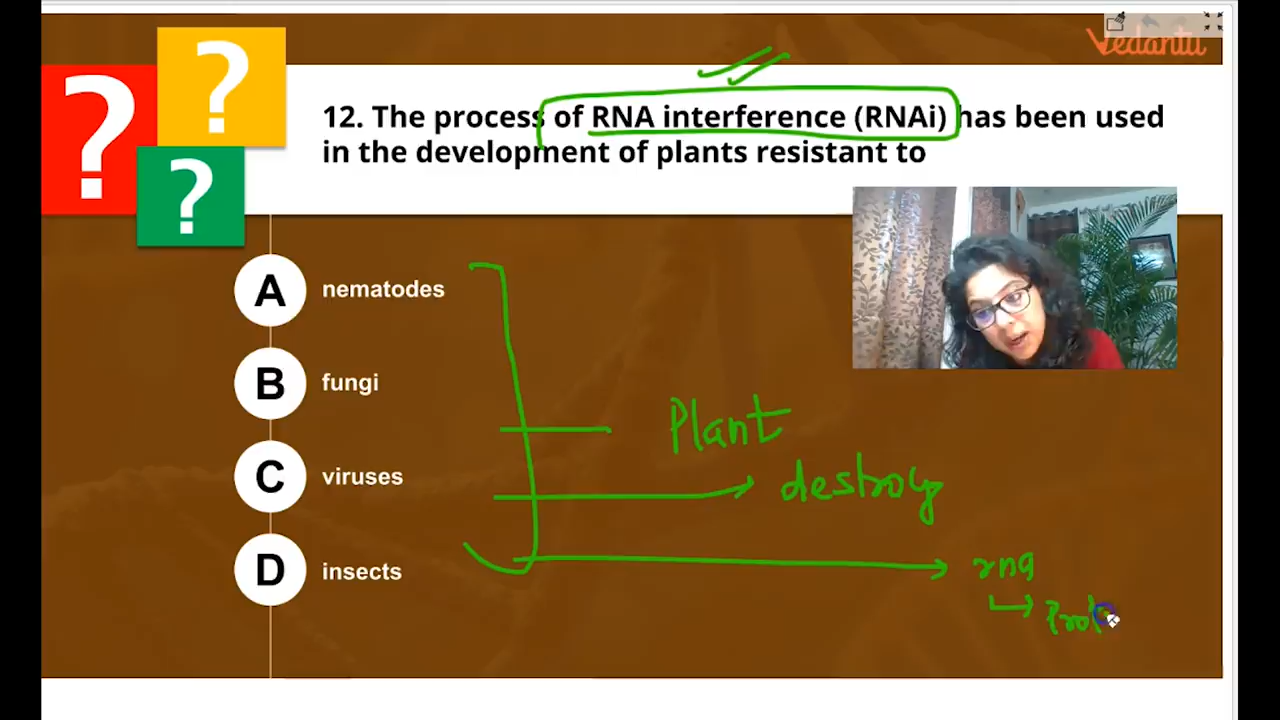 Vedantu
? ? ?
12. The process of RNA interference (RNAi) has been used
in the development of plants resistant to
A nematodes
B fungi
C viruses
D insects
Plant
destroy
rna